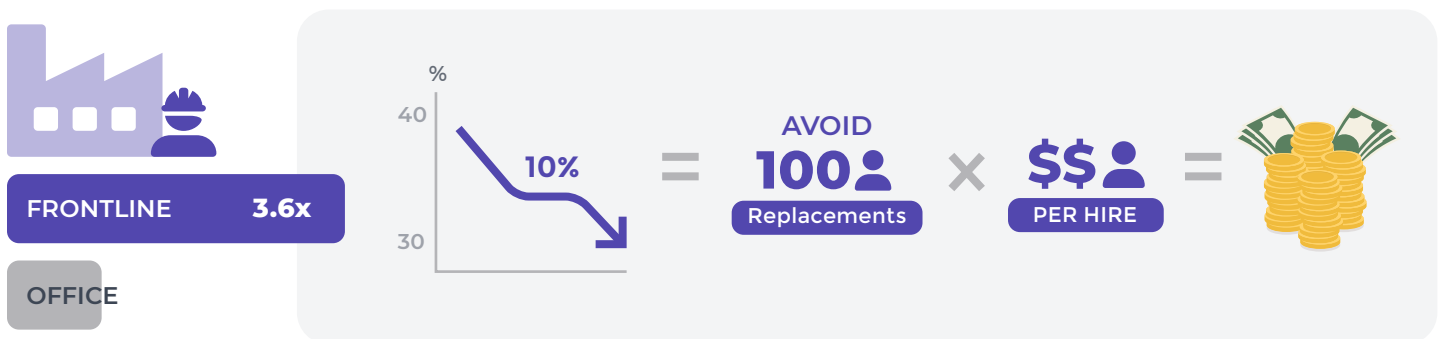 FRONTLINE 3.6x
OFFICE
%
40
30
10%
=
AVOID
100
Replacements
×
$$
PER HIRE
=